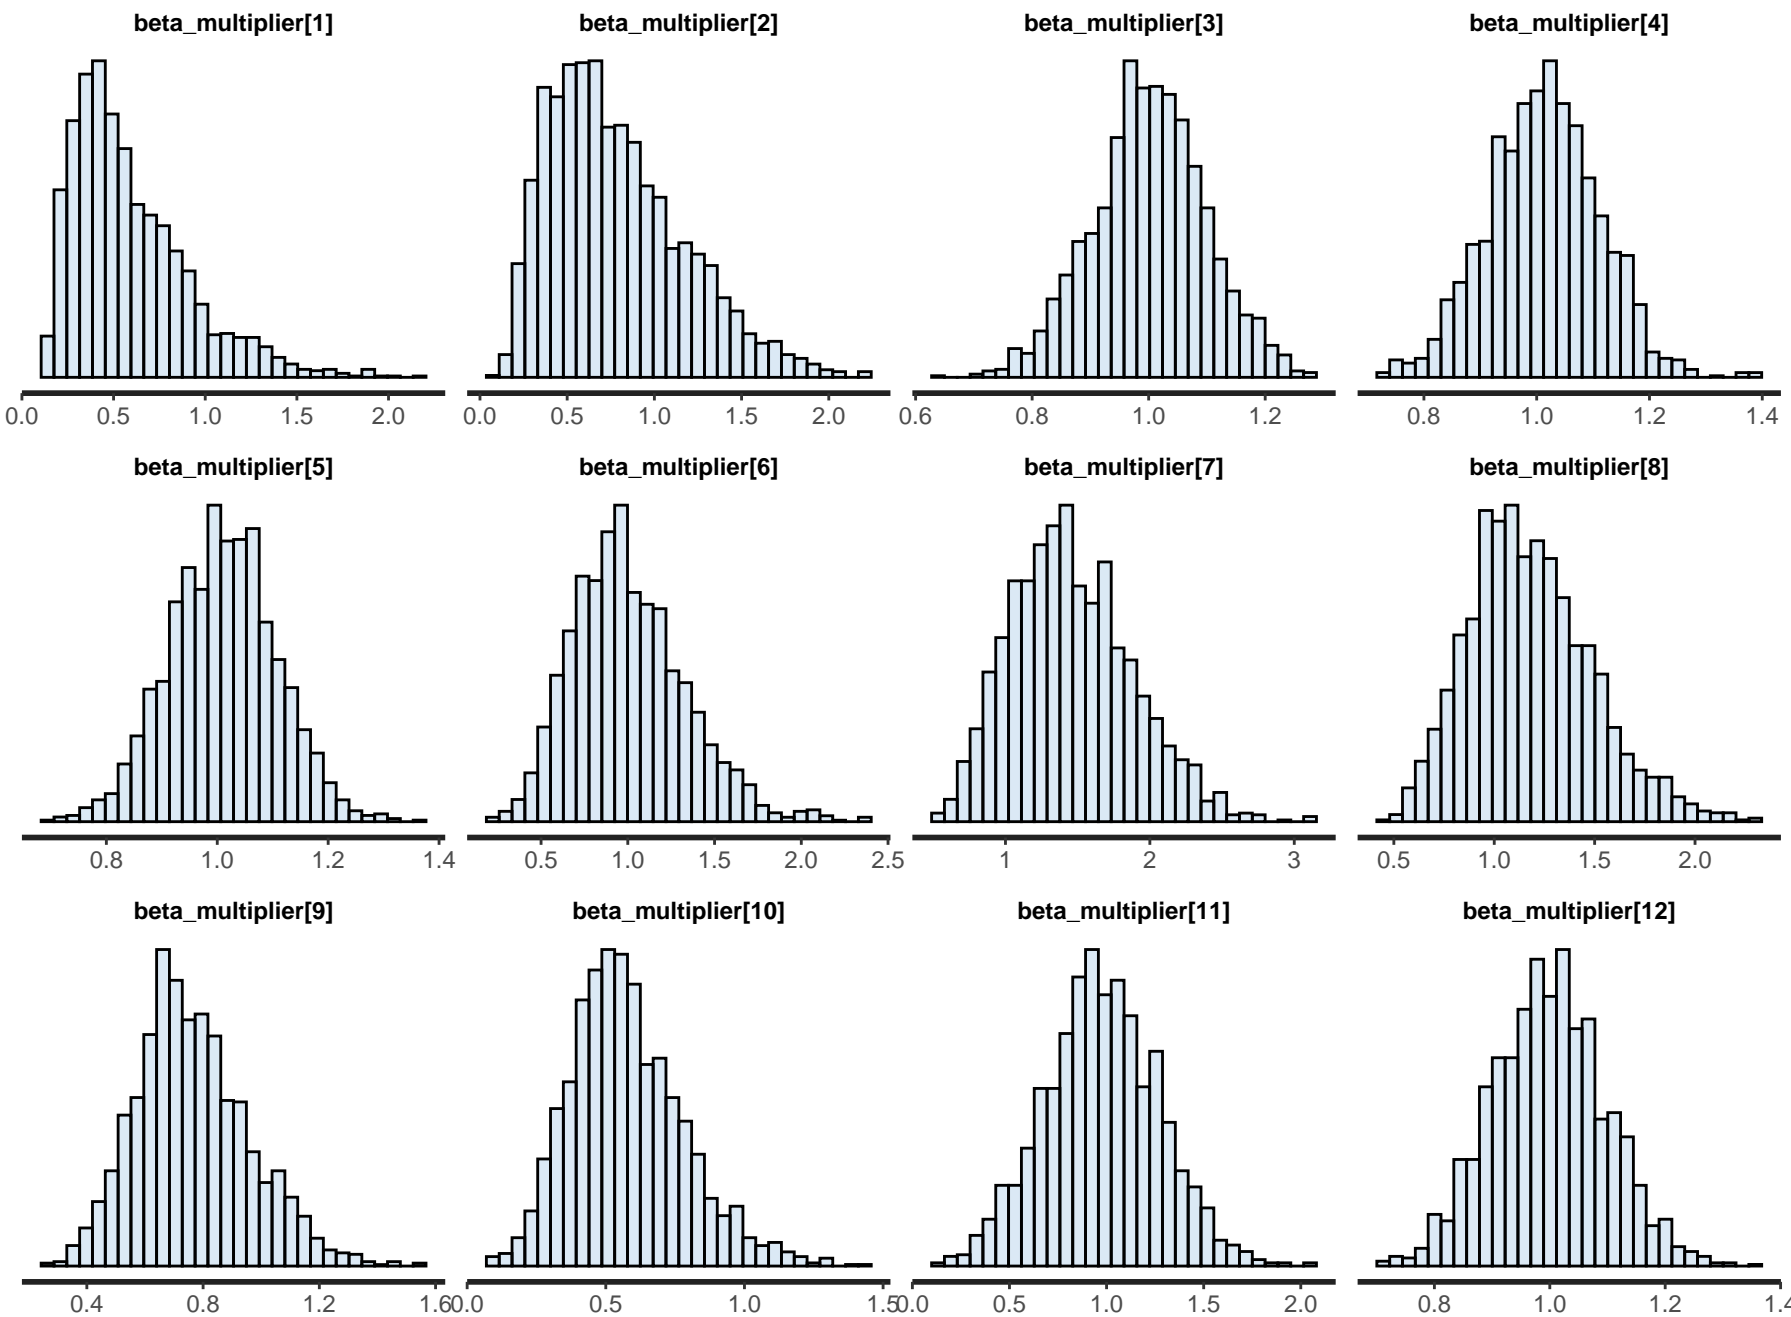 beta_multiplier[1] beta_multiplier[2] beta_multiplier[3] beta_multiplier[4]
0.0 0.5 1.0 1.5 2.0 0.0 0.5 1.0 1.5 2.0 0.6 0.8 1.0 1.2 0.8 1.0 1.2 1.4
beta_multiplier[5] beta_multiplier[6] beta_multiplier[7] beta_multiplier[8]
0.8 1.0 1.2 1.4 0.5 1.0 1.5 2.0 2.5 1 2 3 0.5 1.0 1.5 2.0
beta_multiplier[9] beta_multiplier[10] beta_multiplier[11] beta_multiplier[12]
0.4 0.8 1.2 1.6 0.0 0.5 1.0 1.5 0.0 0.5 1.0 1.5 2.0 0.8 1.0 1.2 1.4